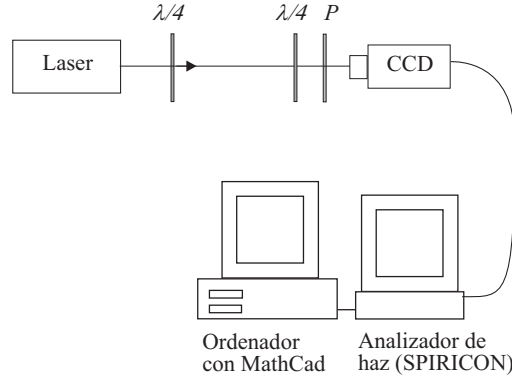 λ/4
λ/4 P
Laser
CCD
Ordenador
con MathCad
Analizador de
haz (SPIRICON)